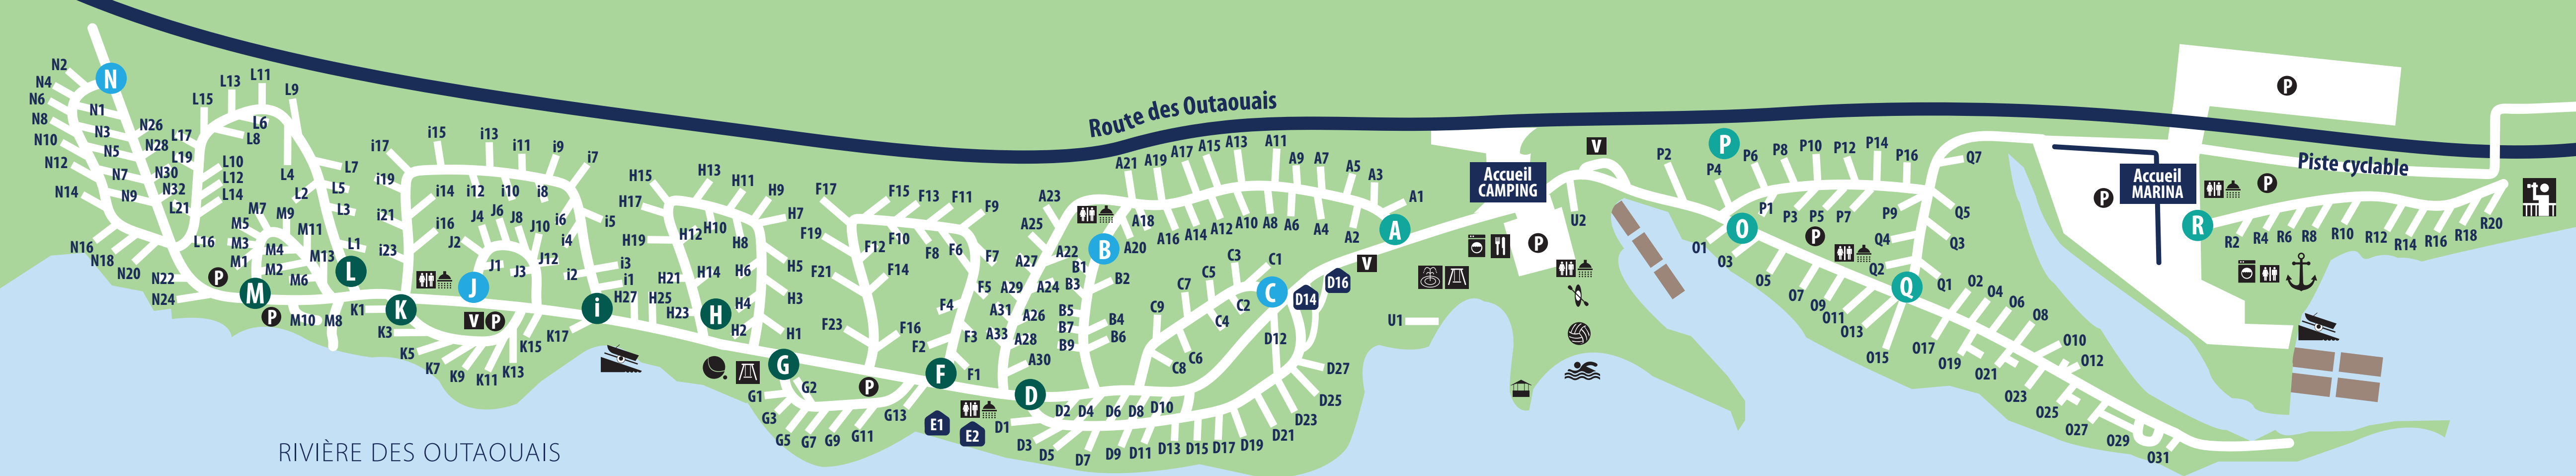 Route des Outaouais
Piste cyclable
Accueil
CAMPING
Accueil
MARINA
RIVIÈRE DES OUTAOUAIS
N
N2
N4
N6
N8
N10
N12
N14
N16
N18
N20
N22
N24
N1
N3
N5
N7
N9
N26
N28
N30
N32
L
L15
L13
L11
L9
L17
L19
L21
L6
L8
L10
L12
L14
L16
L4
L2
L7
L5
L3
L1
M
M7
M5
M3
M1
M9
M11
M4
M2
M13
M6
M10
M8
P
P
K
K1
K3
K5
K7
K9
K11
K13
K15
K17
J
J2
J4
J6
J8
J10
J12
J1
J3
V
P
i
i17
i15
i13
i11
i9
i7
i19
i21
i23
i14
i12
i10
i8
i16
i6
i4
i2
i5
i3
i1
H
H15
H13
H11
H9
H7
H17
H19
H12
H10
H8
H5
H6
H14
H21
H27
H25
H23
H4
H3
H2
H1
G
G1
G2
G3
G5
G7
G9
G11
G13
P
F
F17
F15
F13
F11
F9
F19
F12
F10
F8
F6
F7
F21
F14
F5
F4
F23
F16
F2
F3
F1
E1
E2
D
D1
D2
D4
D6
D8
D10
D3
D5
D7
D9
D11
D13
D15
D17
D19
D21
D23
D25
D27
D12
D14
D16
A
A23
A21
A19
A17
A15
A13
A11
A9
A7
A5
A3
A1
A25
A22
A20
A18
A16
A14
A12
A10
A8
A6
A4
A2
A27
A29
A24
A31
A26
A33
A28
A30
B
B1
B2
B3
B5
B4
B7
B6
B9
C
C1
C3
C5
C7
C9
C2
C4
C6
C8
V
V
P
U1
U2
P
P2
P4
P6
P8
P10
P12
P14
P16
P1
P3
P5
P7
P9
P
O
O1
O3
O5
O7
O9
O11
O13
O15
O17
O19
O21
O23
O25
O27
O29
O31
O2
O4
O6
O8
O10
O12
Q
Q7
Q5
Q3
Q4
Q2
Q1
P
P
P
R
R2
R4
R6
R8
R10
R12
R14
R16
R18
R20